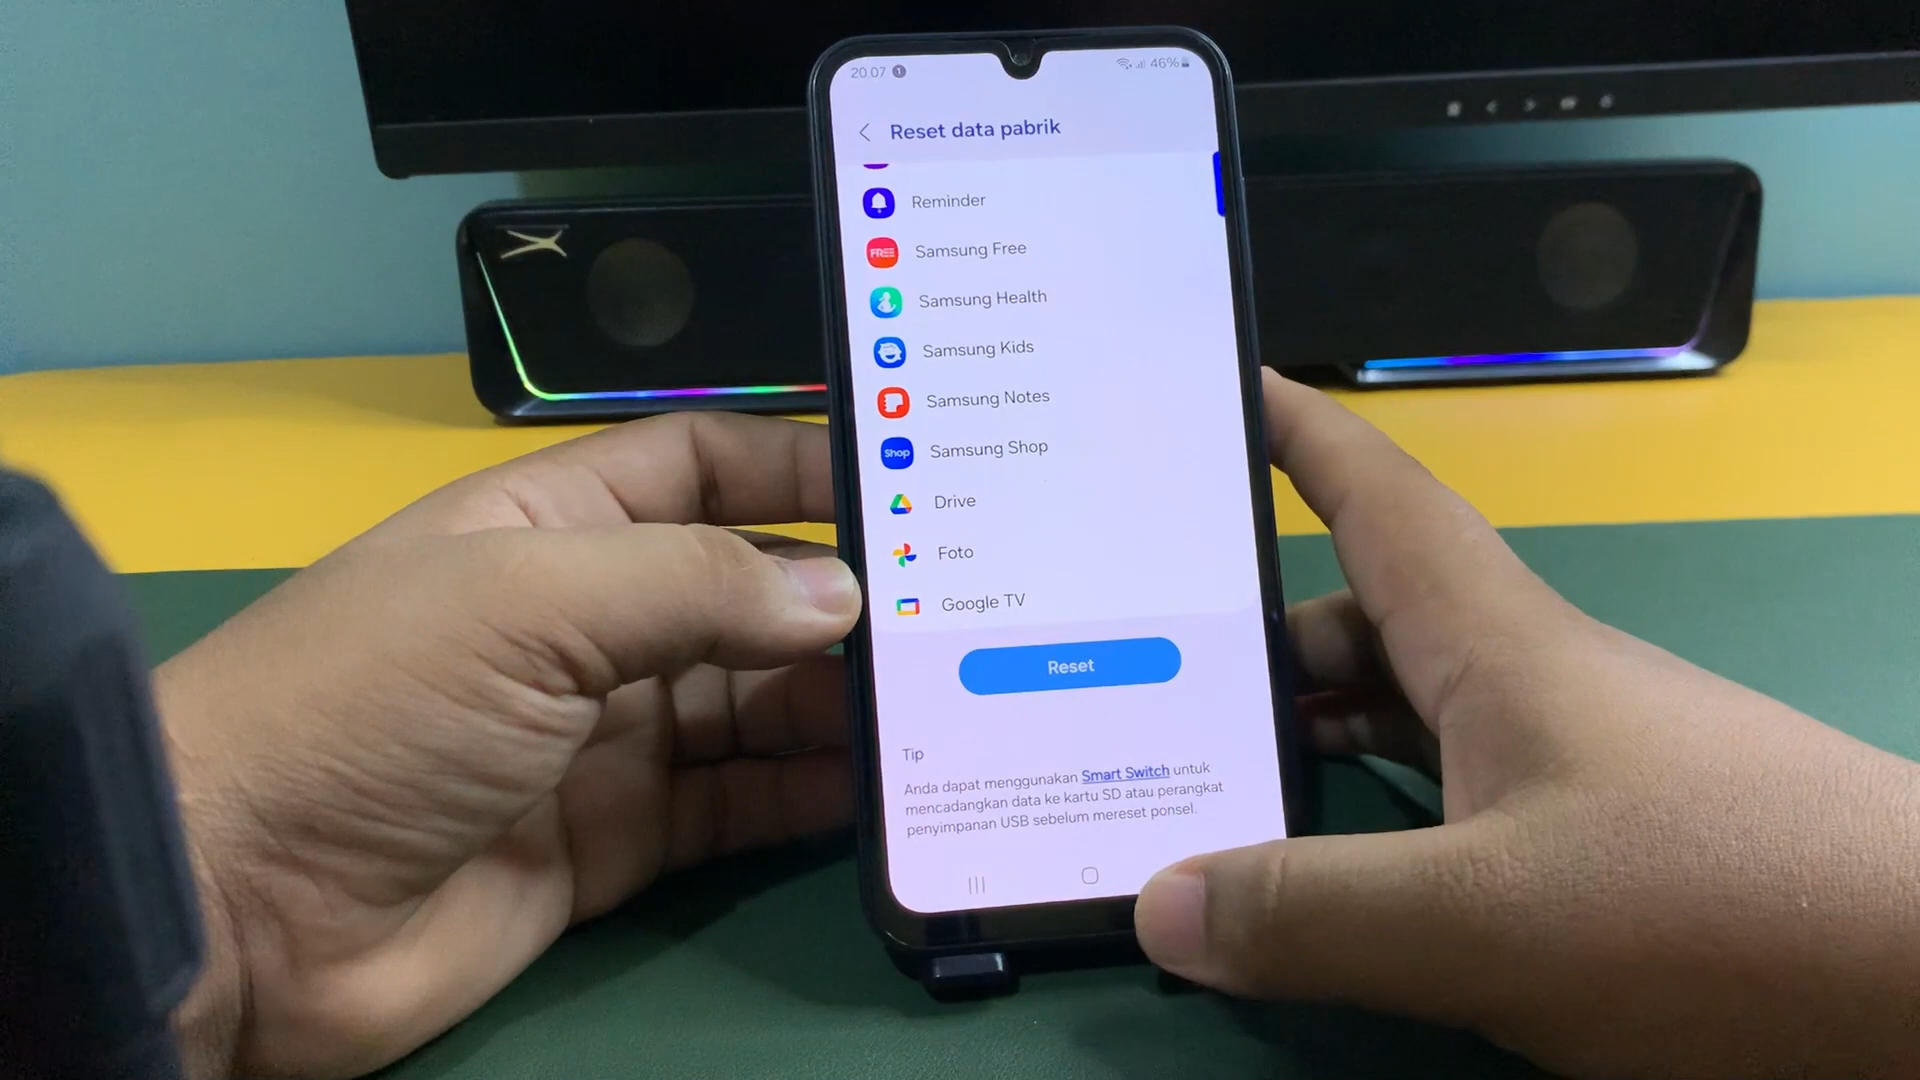 20.07
46%
Reset data pabrik
Reminder
FREE
Samsung Free
Samsung Health
Samsung Kids
Samsung Notes
Shop
Samsung Shop
Drive
Foto
Google TV
Reset
Tip
Anda dapat menggunakan Smart Switch untuk
mencadangkan data ke kartu SD atau perangkat
penyimpanan USB sebelum mereset ponsel.